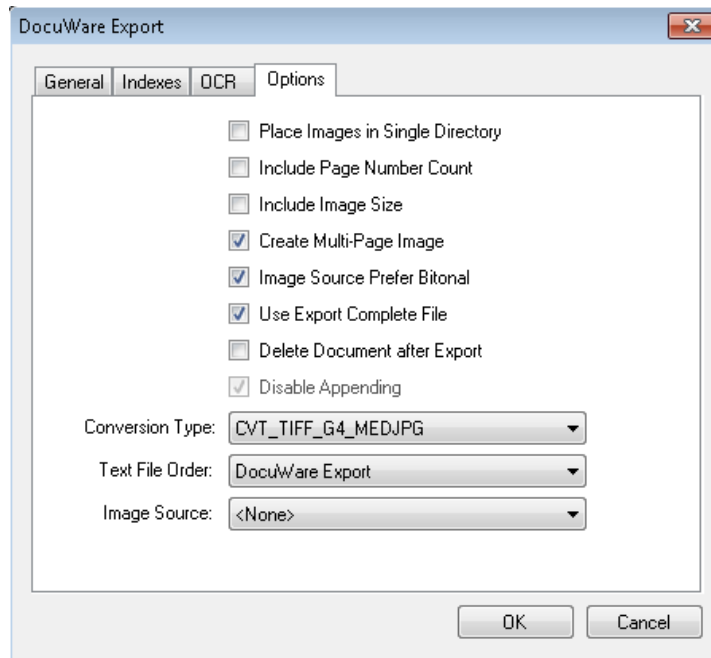 DocuWare Export
General Indexes OCR Options
Place Images in Single Directory
Include Page Number Count
Include Image Size
Create Multi-Page Image
Image Source Prefer Bitonal
Use Export Complete File
Delete Document after Export
Disable Appending
Conversion Type: CVT_TIFF_G4_MEDJPG
Text File Order: DocuWare Export
Image Source: <None>
OK Cancel